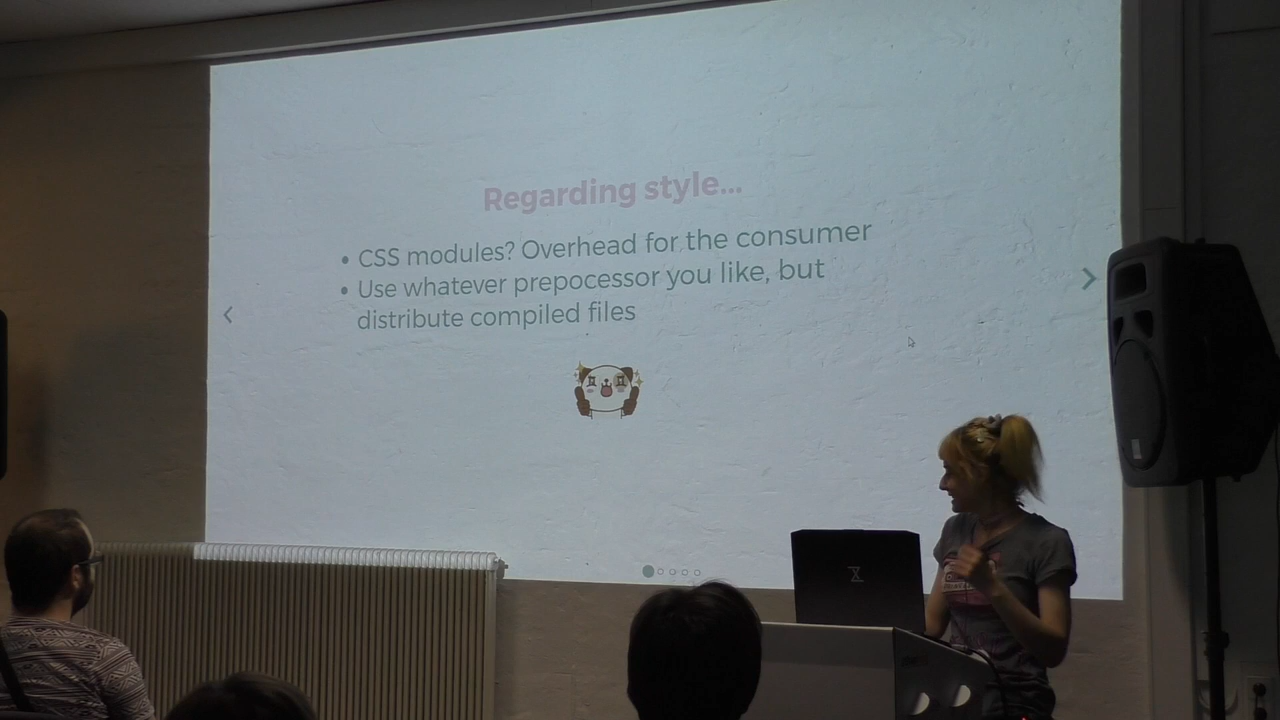 Regarding style...
• CSS modules? Overhead for the consumer
• Use whatever prepocessor you like, but
distribute compiled files